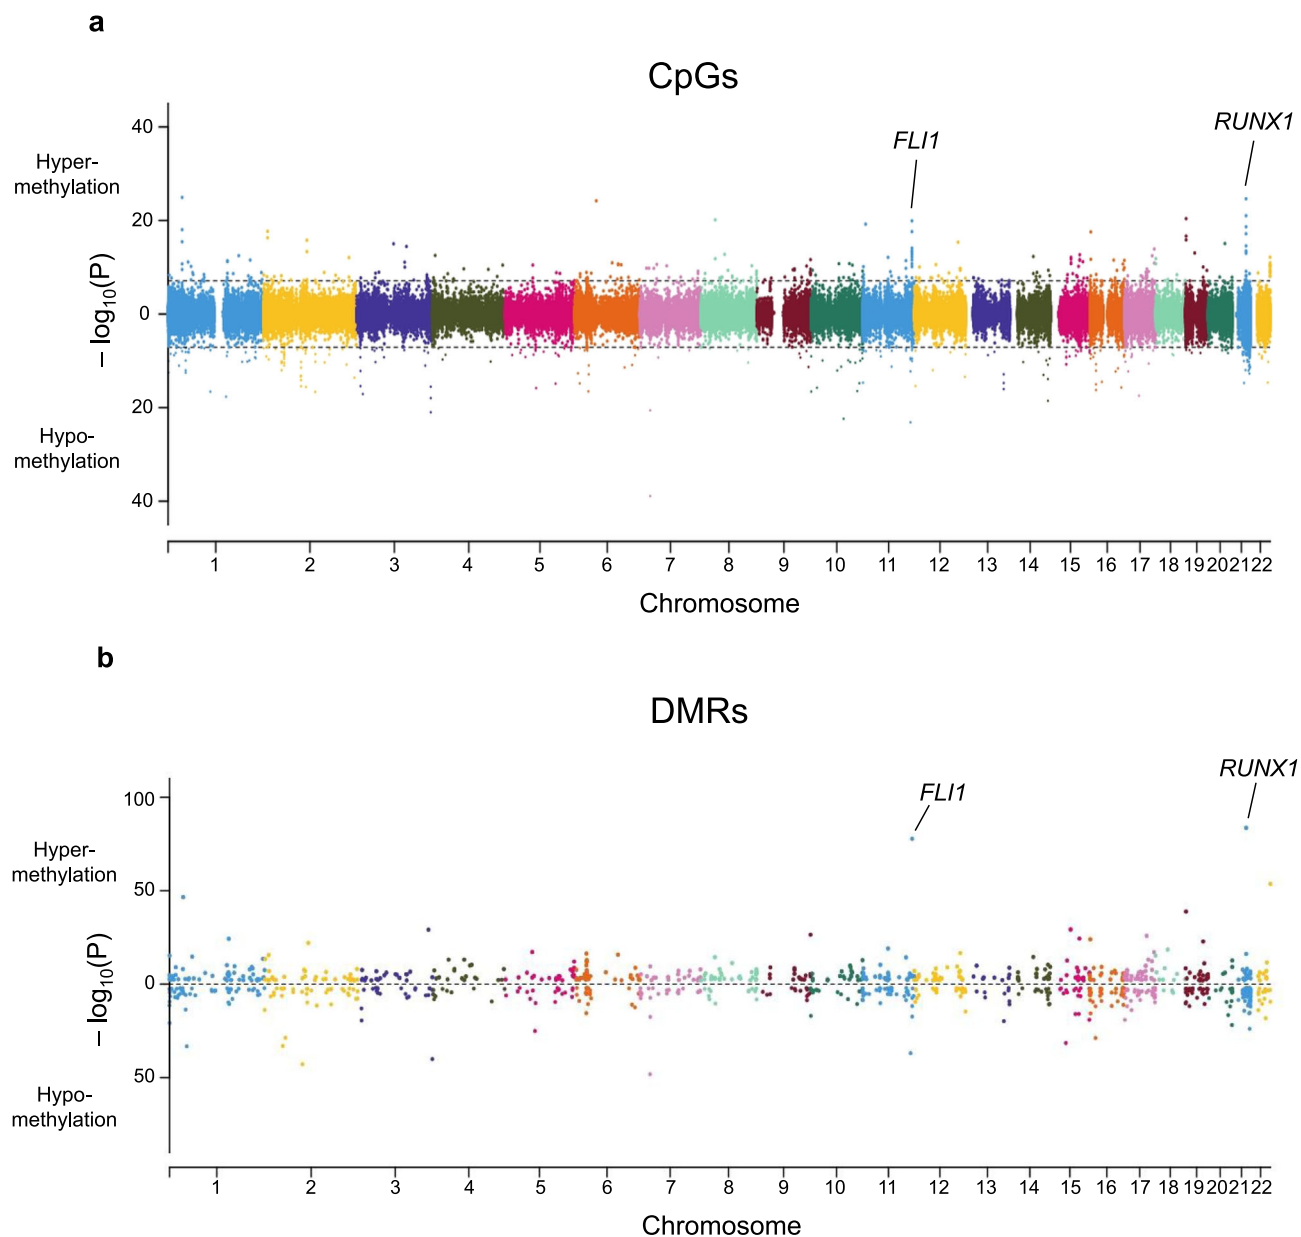 a
CpGs
40
FLI1
RUNX1
Hyper-
methylation
20
– log10(P)
0
20
Hypo-
methylation
40
1 2 3 4 5 6 7 8 9 10 11 12 13 14 15 16 17 18 19 20 21 22
Chromosome
b
DMRs
100
FLI1
RUNX1
Hyper-
methylation
50
– log10(P)
0
50
Hypo-
methylation
1 2 3 4 5 6 7 8 9 10 11 12 13 14 15 16 17 18 19 20 21 22
Chromosome